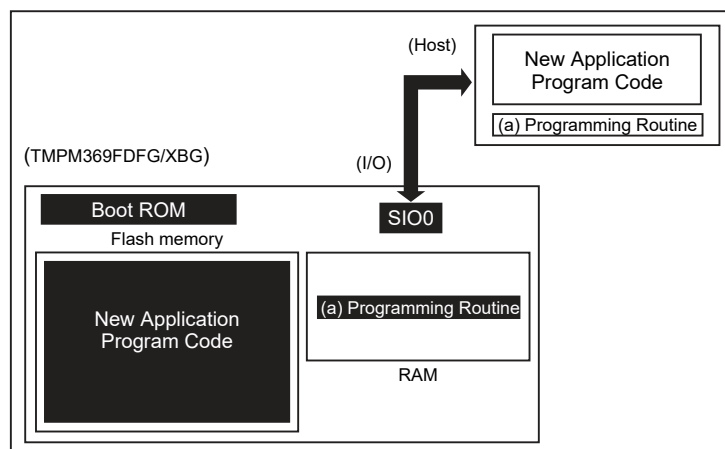 (Host)
New Application
Program Code
(a) Programming Routine
(TMPM369FDFG/XBG)
(I/O)
Boot ROM
SIO0
Flash memory
New Application
Program Code
(a) Programming Routine
RAM